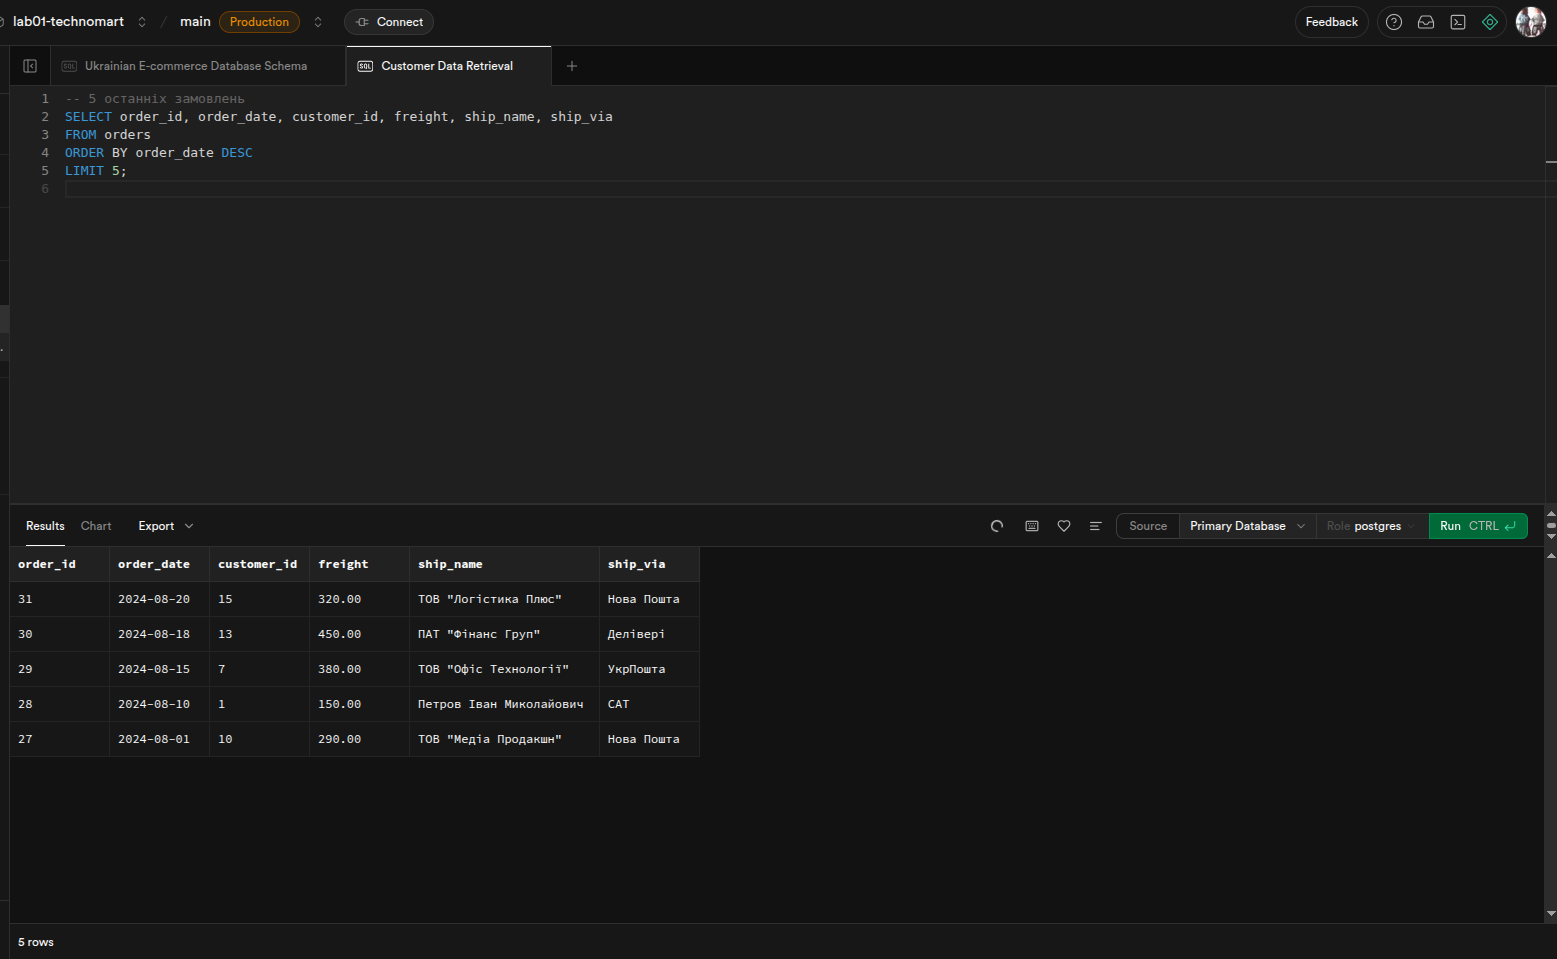 lab01-technomart / main Production Connect Feedback
SQL Ukrainian E-commerce Database Schema SQL Customer Data Retrieval
1 -- 5 останніх замовлень
2 SELECT order_id, order_date, customer_id, freight, ship_name, ship_via
3 FROM orders
4 ORDER BY order_date DESC
5 LIMIT 5;
6
Results Chart Export Source Primary Database Role postgres Run CTRL
order_id order_date customer_id freight ship_name ship_via
31 2024-08-20 15 320.00 ТОВ "Логістика Плюс" Нова Пошта
30 2024-08-18 13 450.00 ПАТ "Фінанс Груп" Делівері
29 2024-08-15 7 380.00 ТОВ "Офіс Технології" УкрПошта
28 2024-08-10 1 150.00 Петров Іван Миколайович САТ
27 2024-08-01 10 290.00 ТОВ "Медіа Продакшн" Нова Пошта
5 rows